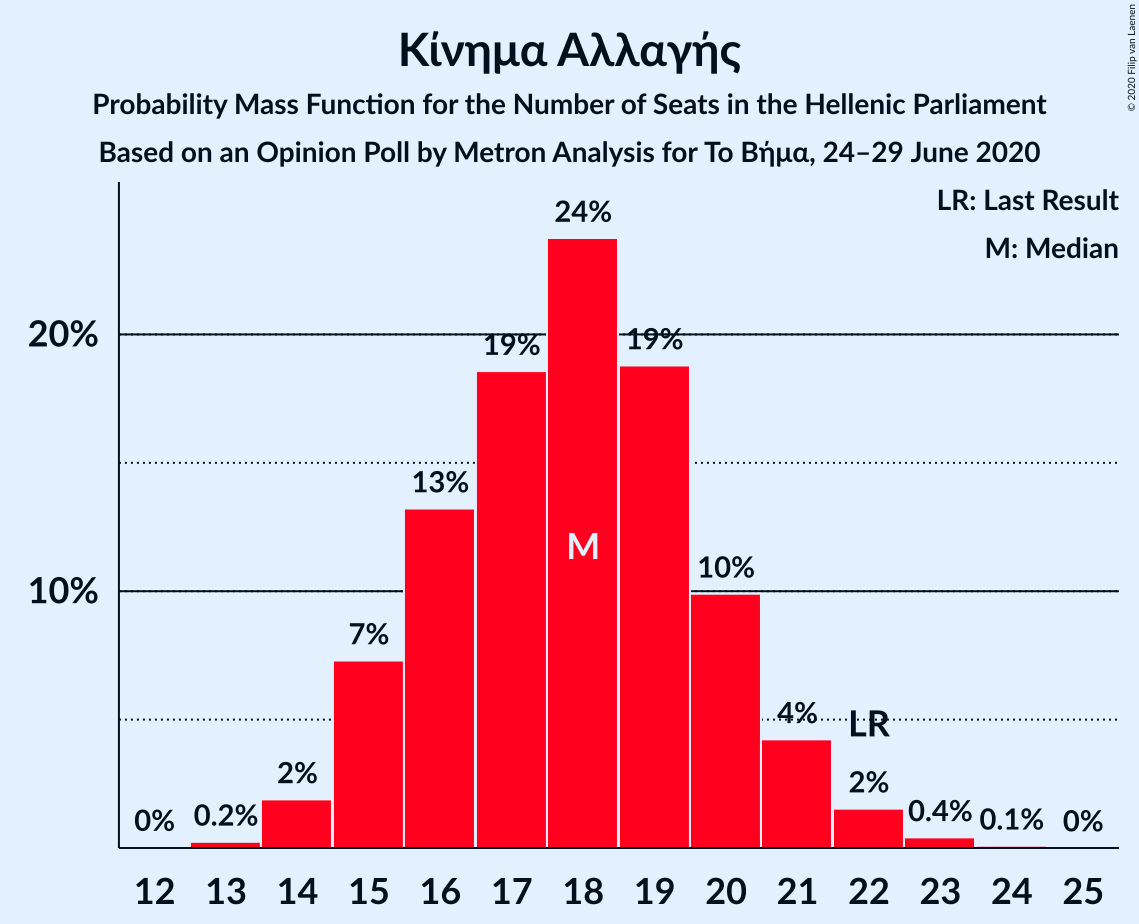 Κίνημα Αλλαγής
Probability Mass Function for the Number of Seats in the Hellenic Parliament
Based on an Opinion Poll by Metron Analysis for Το Βήμα, 24–29 June 2020
© 2020 Filip van Laenen
LR: Last Result
M: Median
20%
10%
0% 0.2% 2% 7% 13% 19% 24% 19% 10% 4% 2% 0.4% 0.1% 0%
LR
M
12 13 14 15 16 17 18 19 20 21 22 23 24 25